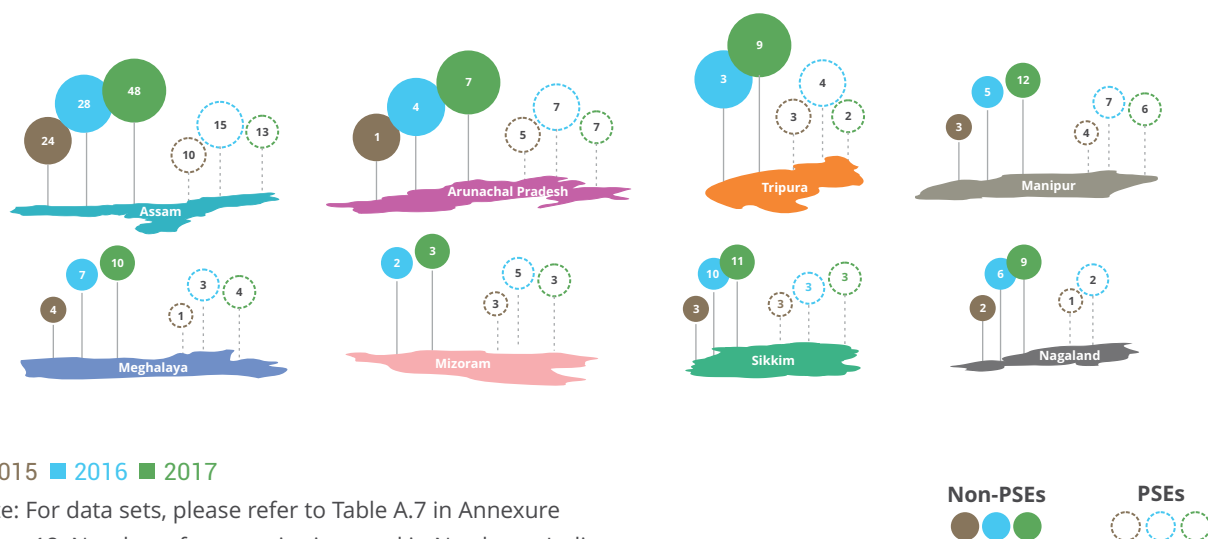 24 28 48 10 15 13
Assam
1 4 7 5 7 7
Arunachal Pradesh
3 9 3 4 2
Tripura
3 5 12 4 7 6
Manipur
4 7 10 1 3 4
Meghalaya
2 3 3 5 3
Mizoram
3 10 11 3 3 3
Sikkim
2 6 9 1 2
Nagaland
015 2016 2017
e: For data sets, please refer to Table A.7 in Annexure
Non-PSEs PSEs